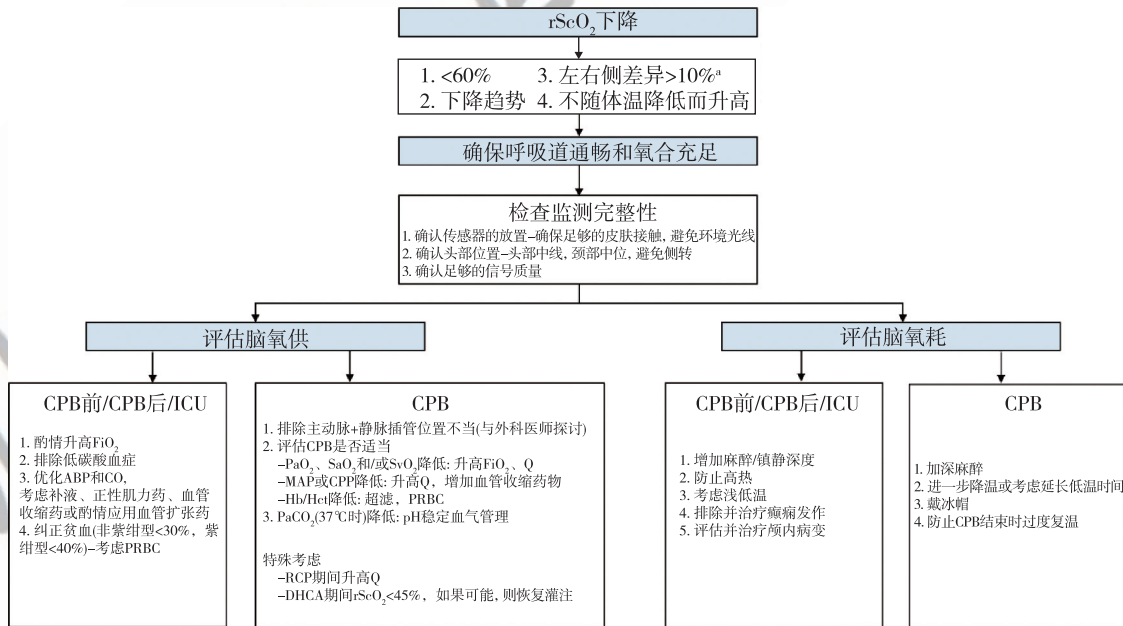 rScO₂下降
1. <60% 3. 左右侧差异>10%ᵃ
2. 下降趋势 4. 不随体温降低而升高
确保呼吸道通畅和氧合充足
检查监测完整性
1. 确认传感器的放置–确保足够的皮肤接触, 避免环境光线
2. 确认头部位置–头部中线, 颈部中位, 避免侧转
3. 确认足够的信号质量
评估脑氧供
评估脑氧耗
CPB前/CPB后/ICU
1. 酌情升高FiO₂
2. 排除低碳酸血症
3. 优化ABP和CO,
考虑补液、正性肌力药、血管
收缩药或酌情应用血管扩张药
4. 纠正贫血(非紫绀型<30%, 紫
绀型<40%)–考虑PRBC
CPB
1. 排除主动脉+静脉插管位置不当(与外科医师探讨)
2. 评估CPB是否适当
–PaO₂、SaO₂和/或SvO₂降低: 升高FiO₂、Q
–MAP或CPP降低: 升高Q, 增加血管收缩药物
–Hb/Hct降低: 超滤, PRBC
3. PaCO₂(37℃时)降低: pH稳定血气管理
特殊考虑
–RCP期间升高Q
–DHCA期间rScO₂<45%, 如果可能, 则恢复灌注
CPB前/CPB后/ICU
1. 增加麻醉/镇静深度
2. 防止高热
3. 考虑浅低温
4. 排除并治疗癫痫发作
5. 评估并治疗颅内病变
CPB
1. 加深麻醉
2. 进一步降温或考虑延长低温时间
3. 戴冰帽
4. 防止CPB结束时过度复温